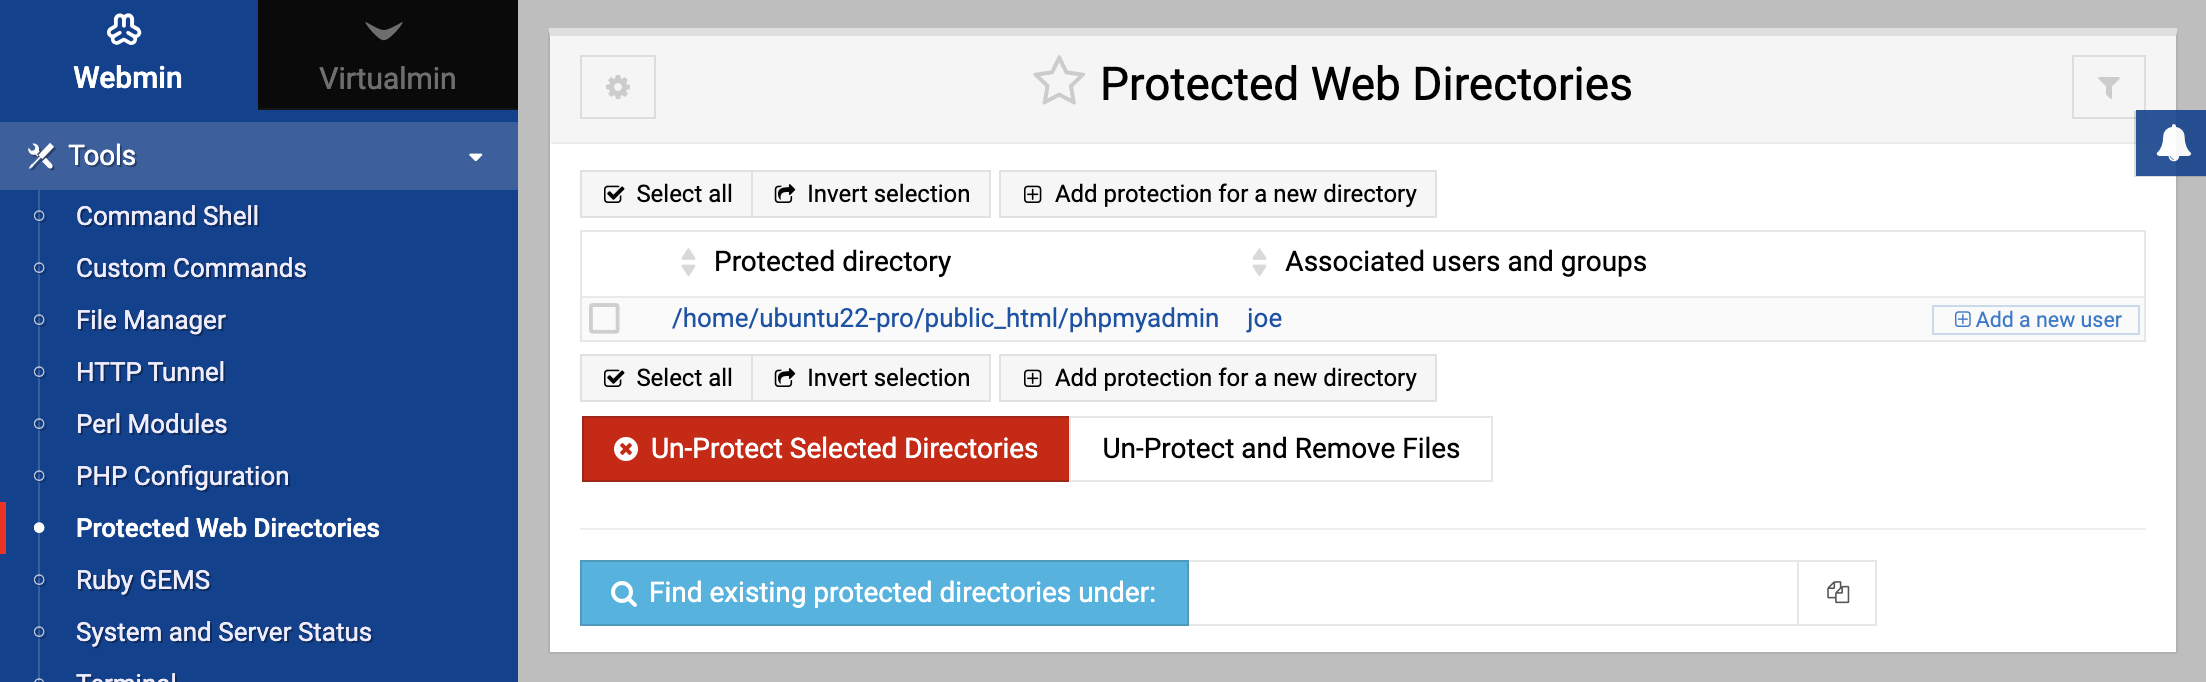 Webmin
Virtualmin
Tools
Command Shell
Custom Commands
File Manager
HTTP Tunnel
Perl Modules
PHP Configuration
Protected Web Directories
Ruby GEMS
System and Server Status
Terminal
Protected Web Directories
Select all Invert selection Add protection for a new directory
Protected directory Associated users and groups
/home/ubuntu22-pro/public_html/phpmyadmin joe Add a new user
Select all Invert selection Add protection for a new directory
Un-Protect Selected Directories Un-Protect and Remove Files
Find existing protected directories under: